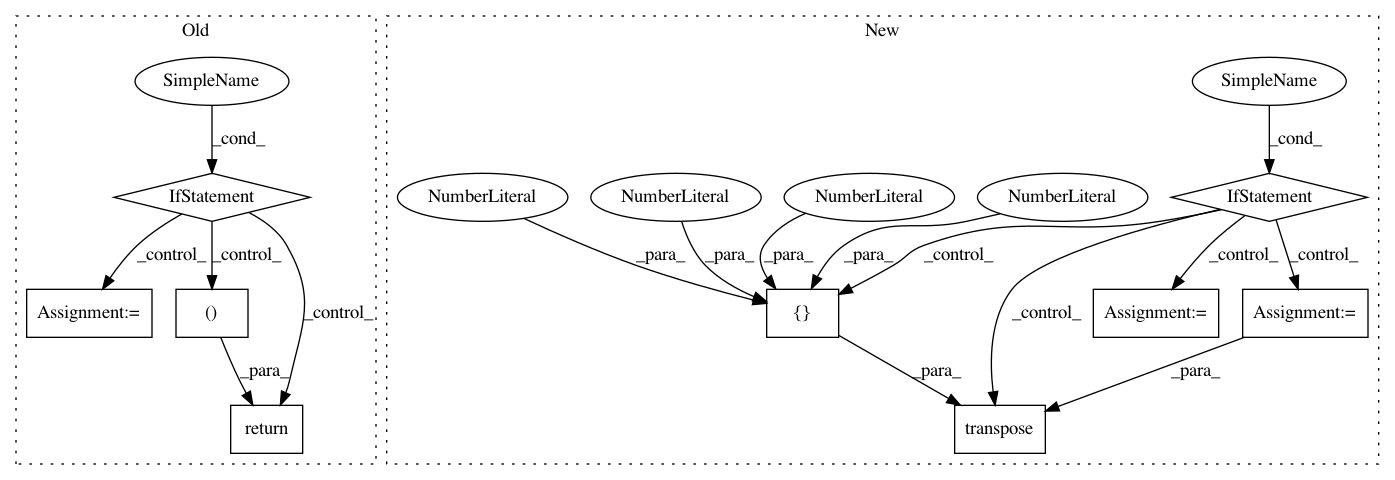 Old
New
SimpleName
SimpleName
_cond_
_cond_
IfStatement
NumberLiteral
NumberLiteral
NumberLiteral
NumberLiteral
IfStatement
_control_
_control_
_control_
_para_
_para_
_para_
_para_
_control_
_control_
_control_
_control_
Assignment:=
()
{}
Assignment:=
Assignment:=
_para_
_para_
_para_
return
transpose